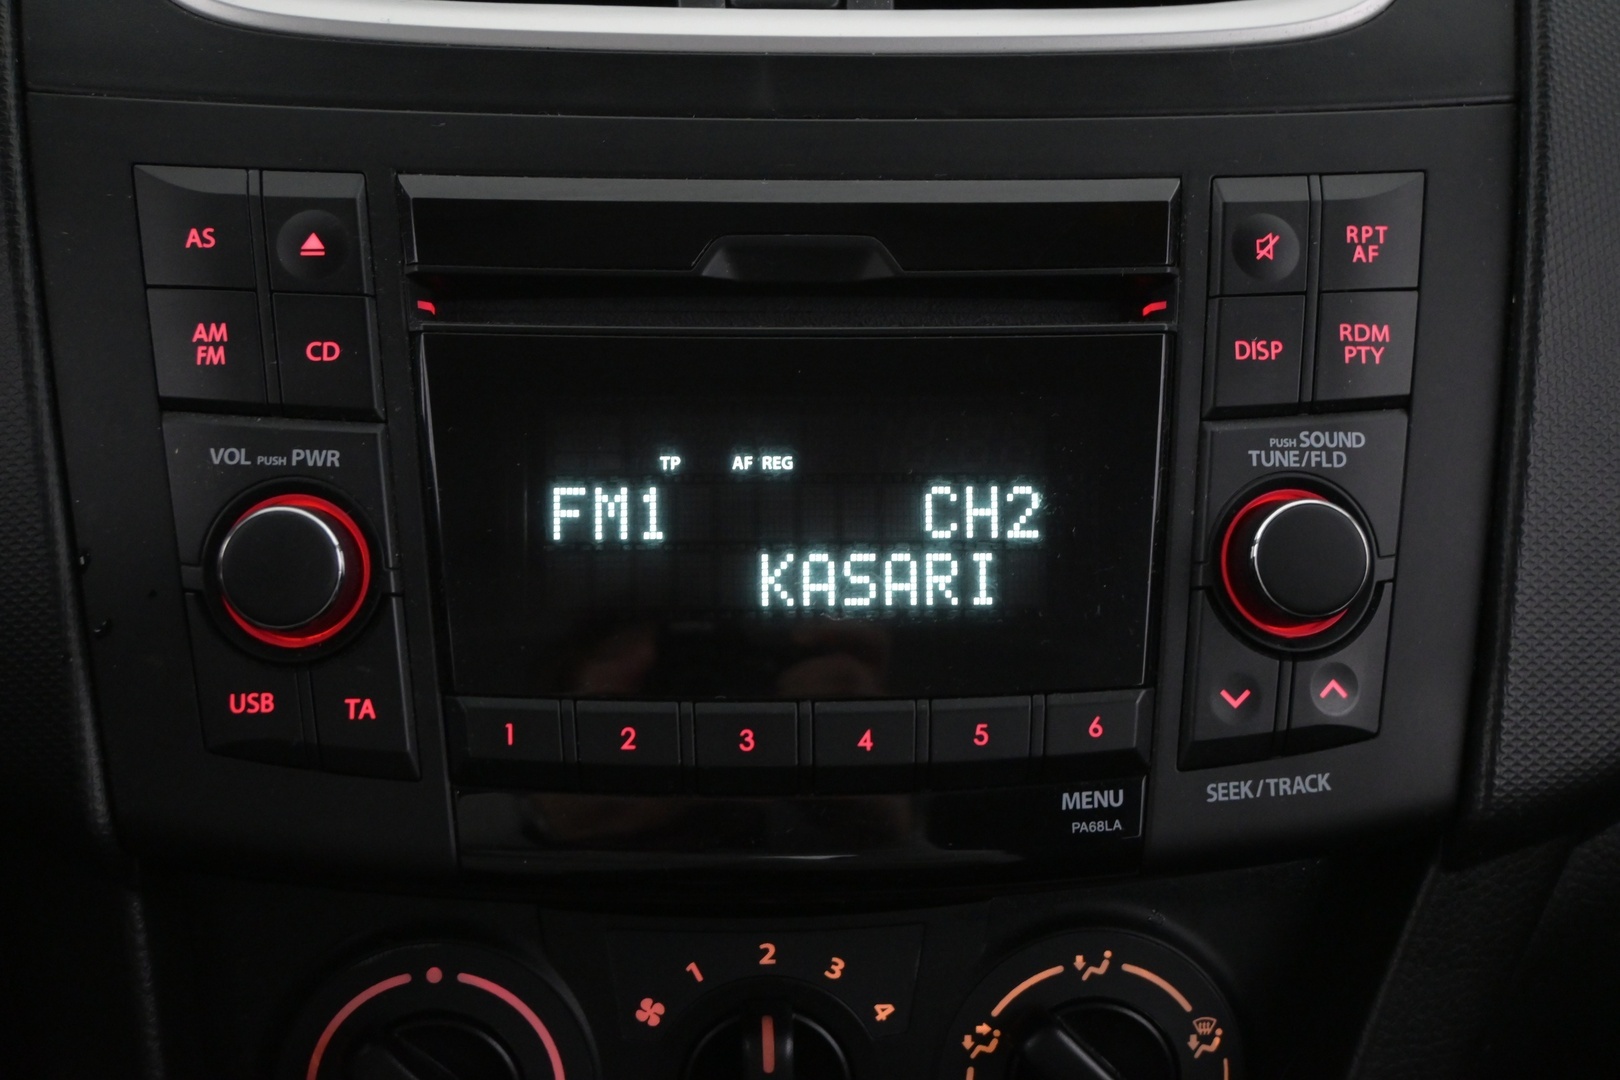 AS
RPT
AF
AM
FM
CD
DISP
RDM
PTY
VOL PUSH PWR
PUSH SOUND
TUNE/FLD
TP AF REG
FM1 CH2
KASARI
USB
TA
1 2 3 4 5 6
MENU
PA68LA
SEEK/TRACK
1 2 3 4